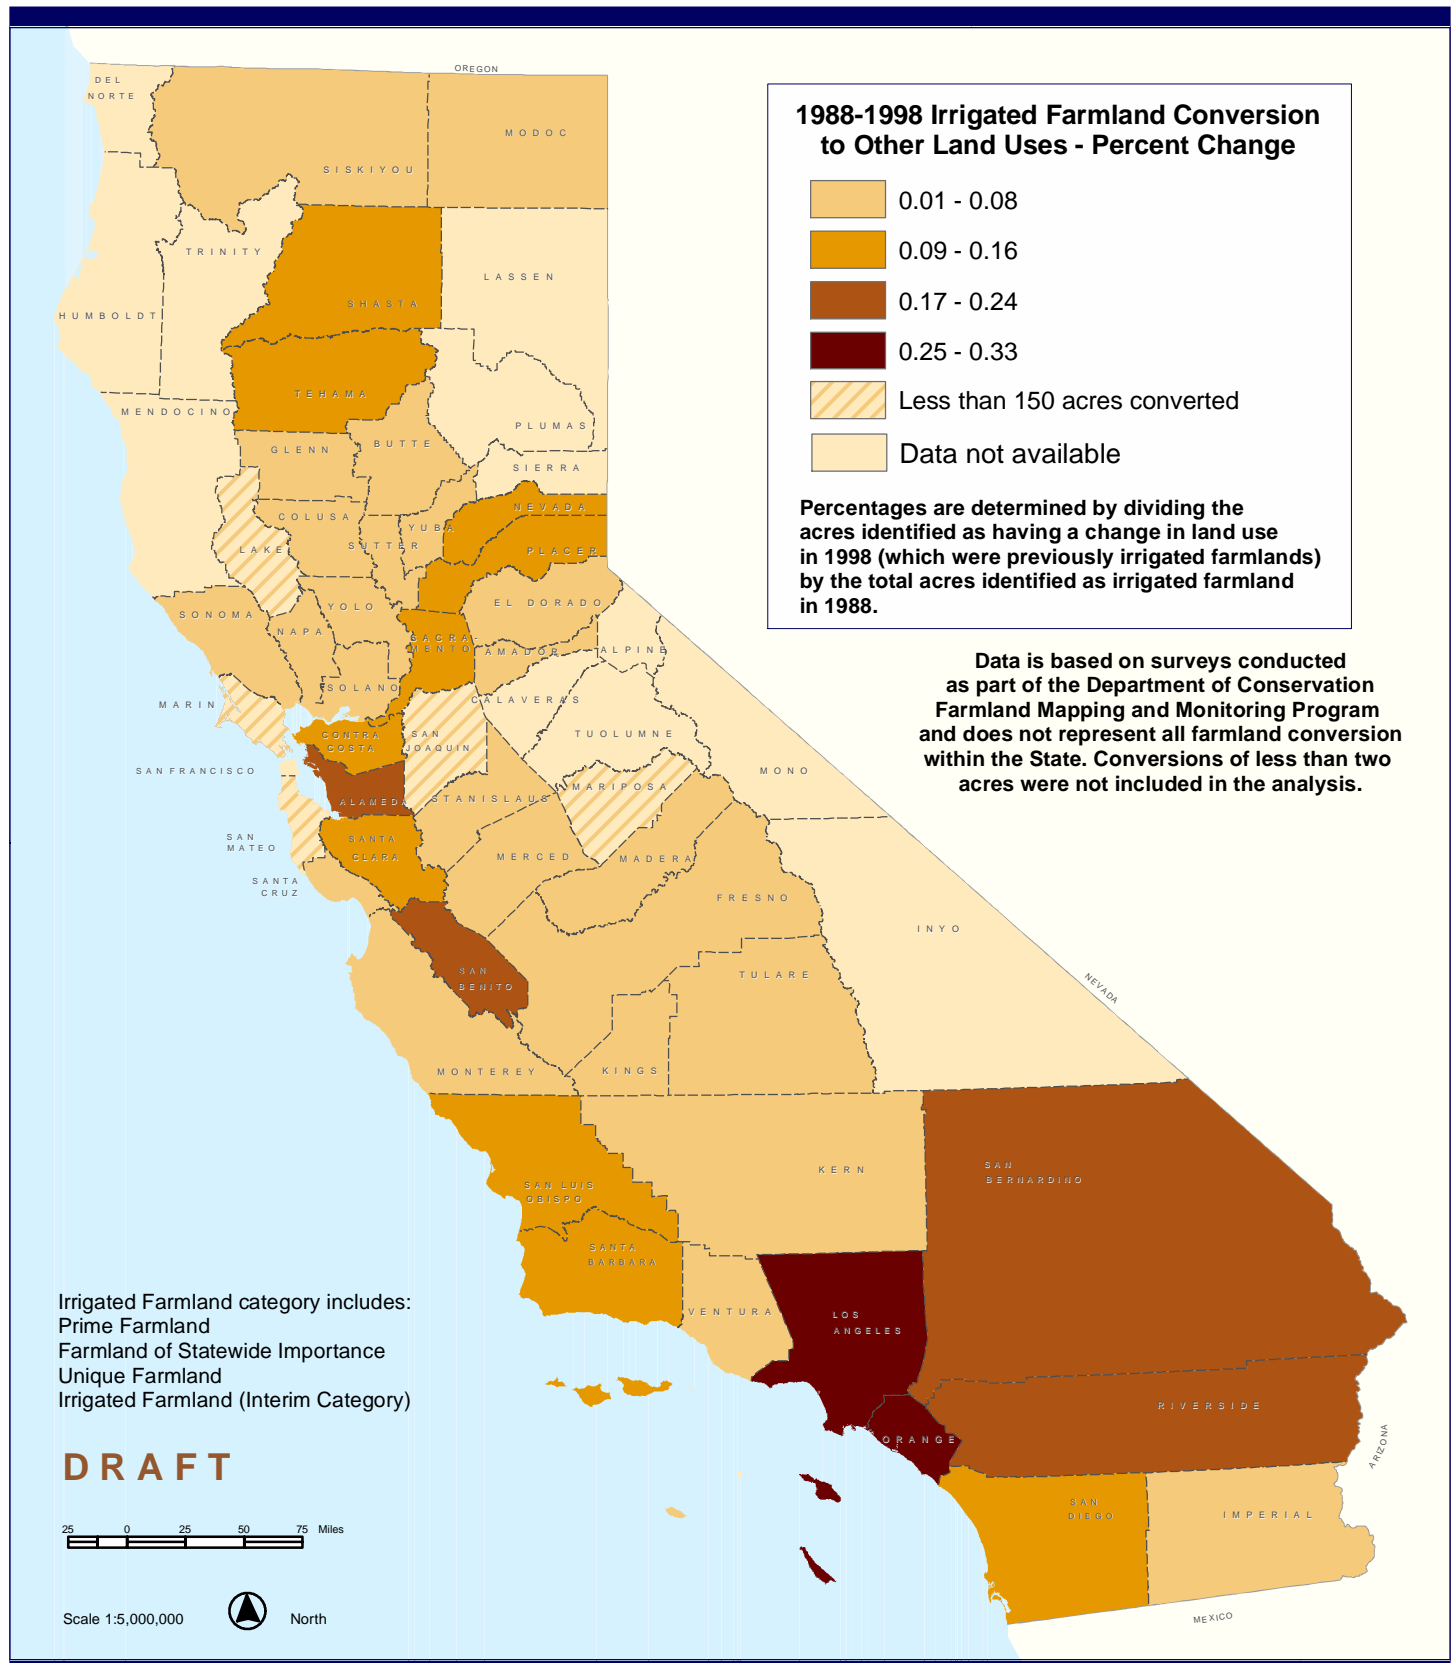 OREGON
DEL
NORTE
SISKIYOU
MODOC
TRINITY
HUMBOLDT
SHASTA
LASSEN
TEHAMA
MENDOCINO
PLUMAS
GLENN
BUTTE
SIERRA
NEVADA
COLUSA
YUBA
SUTTER
LAKE
PLACER
EL DORADO
SONOMA
YOLO
NAPA
SACRA-
MENTO
AMADOR
ALPINE
SOLANO
MARIN
CALAVERAS
CONTRA
COSTA
SAN
JOAQUIN
TUOLUMNE
MONO
SAN FRANCISCO
ALAMEDA
STANISLAUS
MARIPOSA
SAN
MATEO
SANTA
CLARA
MERCED
MADERA
SANTA
CRUZ
FRESNO
INYO
SAN
BENITO
TULARE
NEVADA
MONTEREY
KINGS
KERN
SAN
BERNARDINO
SAN LUIS
OBISPO
SANTA
BARBARA
VENTURA
LOS
ANGELES
RIVERSIDE
ORANGE
ARIZONA
SAN
DIEGO
IMPERIAL
MEXICO
1988-1998 Irrigated Farmland Conversion
to Other Land Uses - Percent Change
0.01 - 0.08
0.09 - 0.16
0.17 - 0.24
0.25 - 0.33
Less than 150 acres converted
Data not available
Percentages are determined by dividing the
acres identified as having a change in land use
in 1998 (which were previously irrigated farmlands)
by the total acres identified as irrigated farmland
in 1988.
Data is based on surveys conducted
as part of the Department of Conservation
Farmland Mapping and Monitoring Program
and does not represent all farmland conversion
within the State. Conversions of less than two
acres were not included in the analysis.
Irrigated Farmland category includes:
Prime Farmland
Farmland of Statewide Importance
Unique Farmland
Irrigated Farmland (Interim Category)
DRAFT
25 0 25 50 75 Miles
Scale 1:5,000,000
North